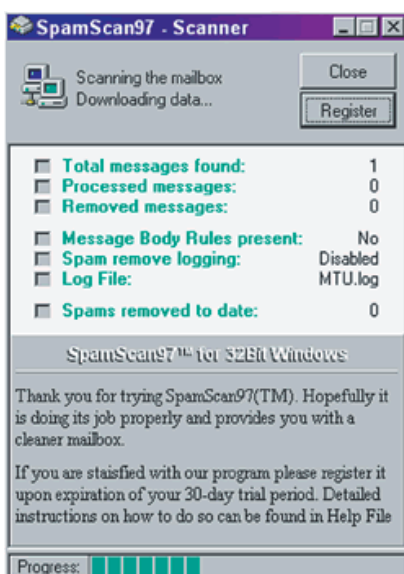 SpamScan97 - Scanner
Scanning the mailbox
Downloading data...
Close
Register
Total messages found: 1
Processed messages: 0
Removed messages: 0
Message Body Rules present: No
Spam remove logging: Disabled
Log File: MTU.log
Spams removed to date: 0
SpamScan97™ for 32Bit Windows
Thank you for trying SpamScan97(TM). Hopefully it
is doing its job properly and provides you with a
cleaner mailbox.
If you are staisfied with our program please register it
upon expiration of your 30-day trial period. Detailed
instructions on how to do so can be found in Help File
Progress: